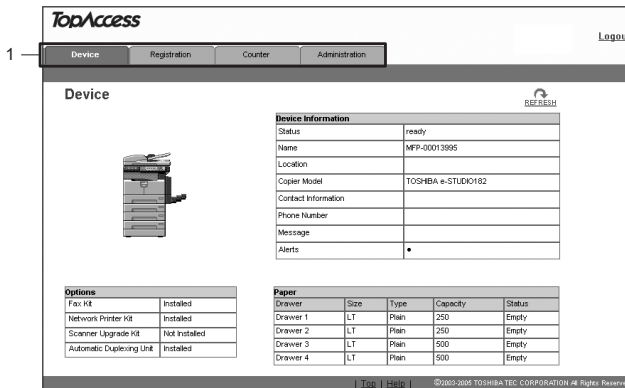 TopAccess
Logou
1
Device Registration Counter Administration
Device
REFRESH
Device Information
Status ready
Name MFP-00013995
Location
Copier Model TOSHIBA e-STUDIO182
Contact Information
Phone Number
Message
Alerts •
Options
Fax Kit Installed
Network Printer Kit Installed
Scanner Upgrade Kit Not Installed
Automatic Duplexing Unit Installed
Paper
Drawer Size Type Capacity Status
Drawer 1 LT Plain 250 Empty
Drawer 2 LT Plain 250 Empty
Drawer 3 LT Plain 500 Empty
Drawer 4 LT Plain 500 Empty
| Top | Help | ©2003-2005 TOSHIBA TEC CORPORATION All Rights Reserve